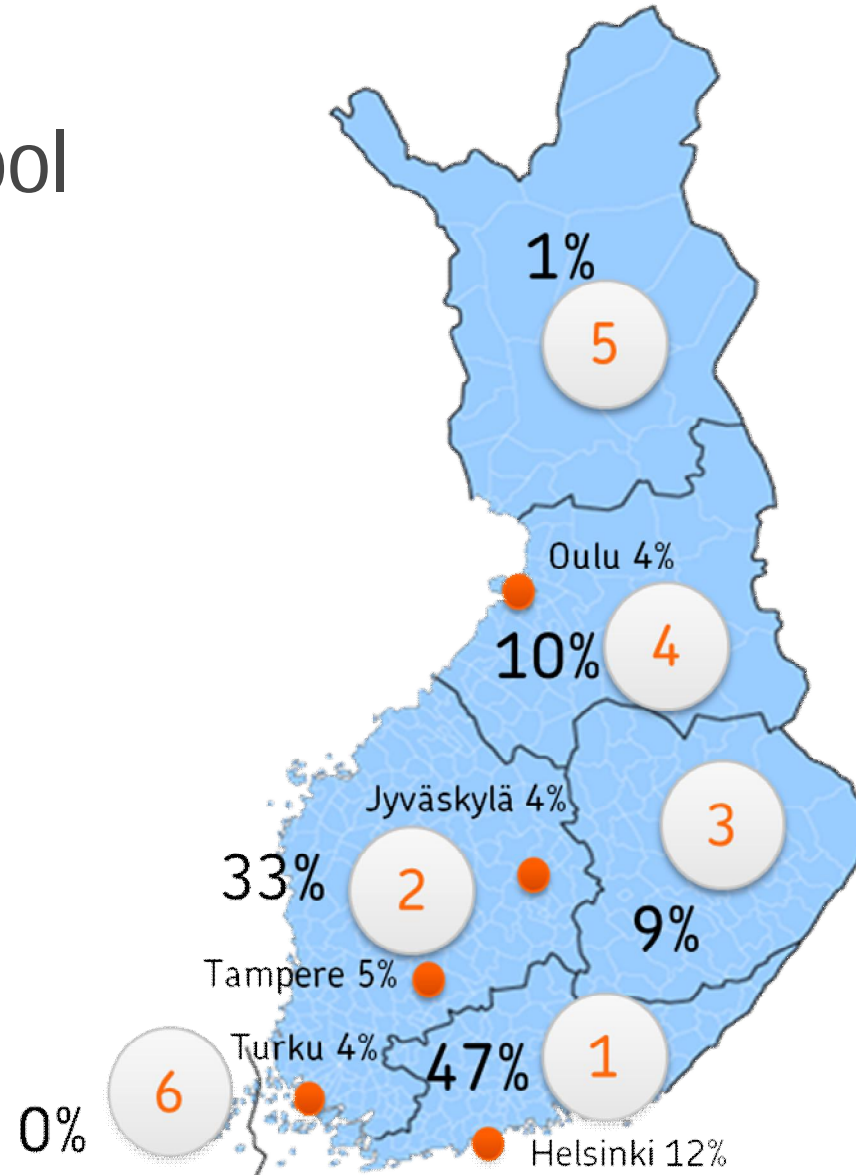 ool
1%
5
Oulu 4%
10%
4
Jyväskylä 4%
3
33%
2
9%
Tampere 5%
Turku 4%
47%
1
6
0%
Helsinki 12%